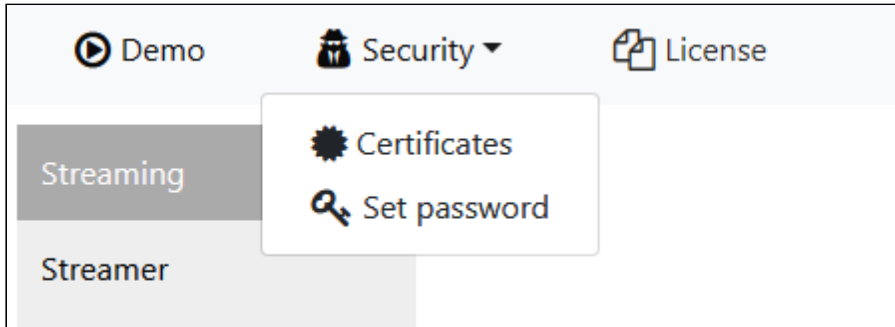 Demo Security License
Certificates
Streaming
Set password
Streamer